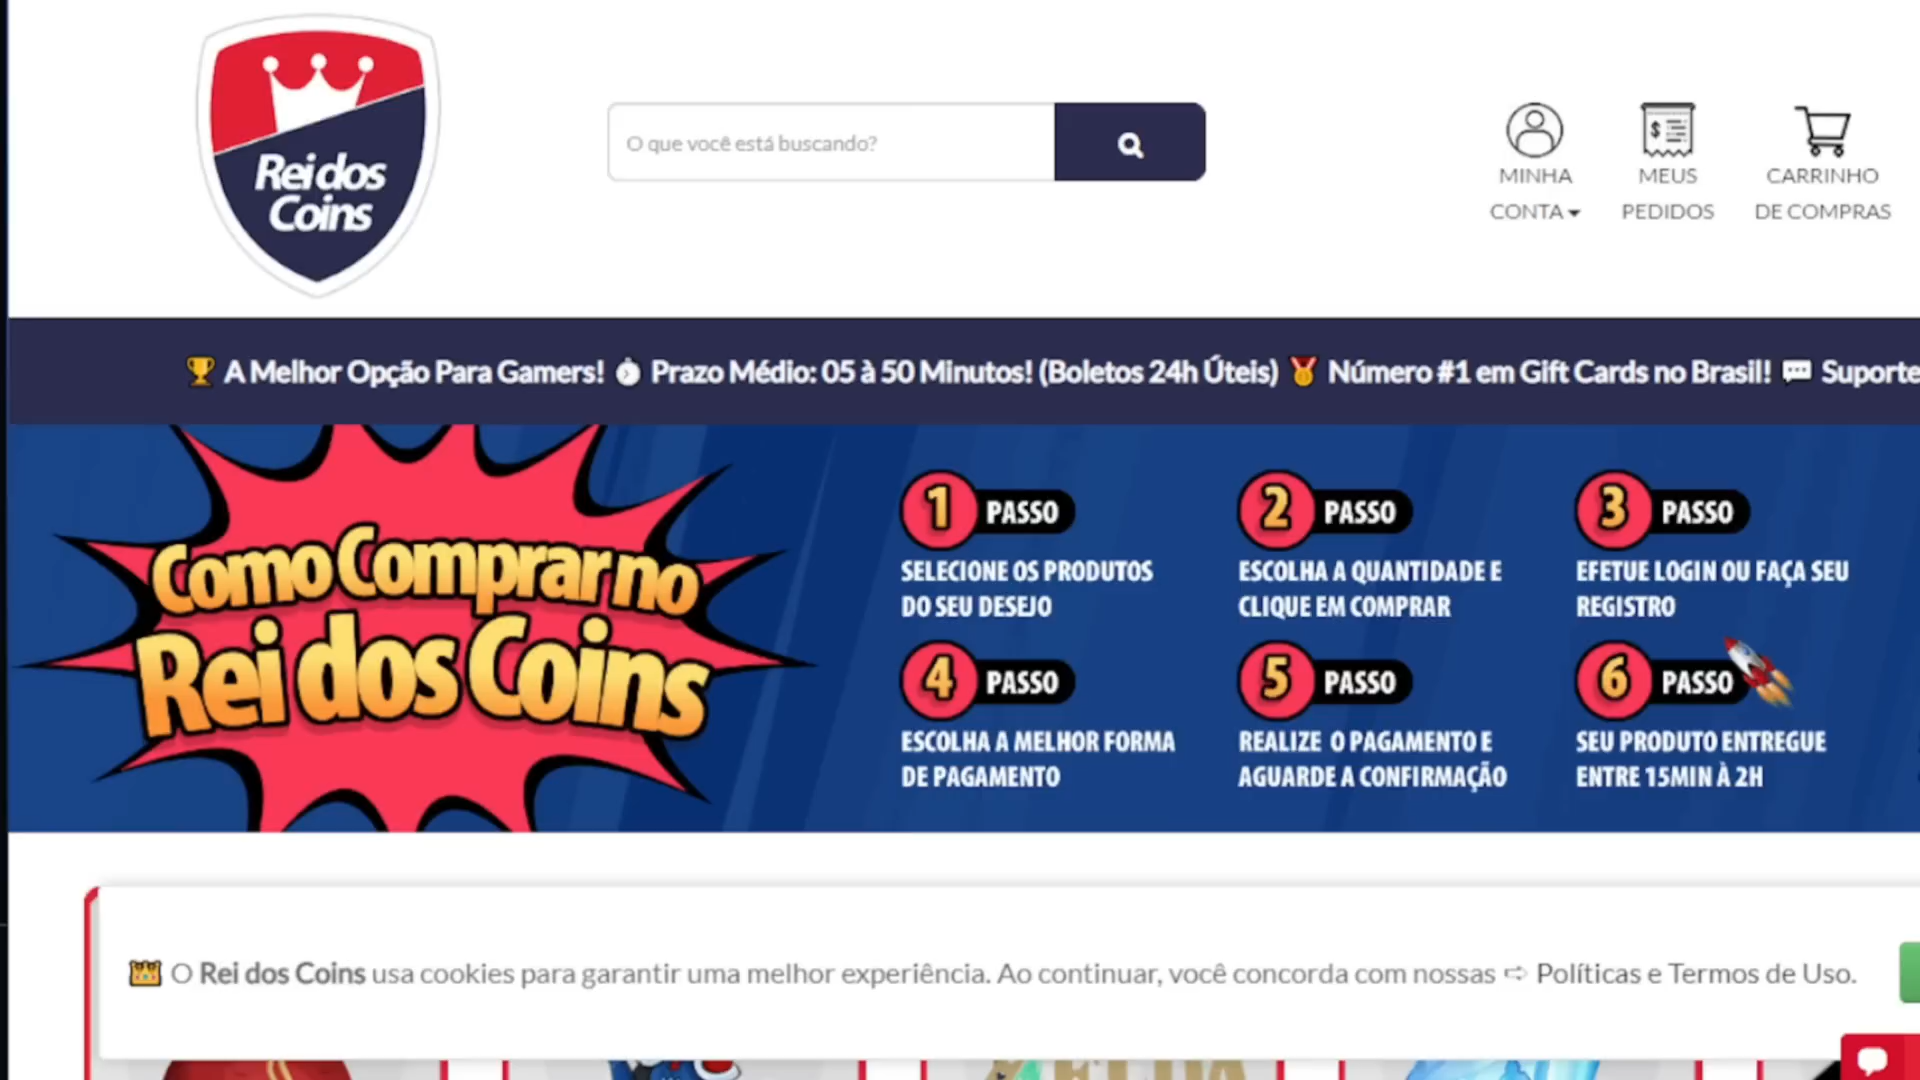 Rei dos
Coins
O que você está buscando?
MINHA
CONTA
MEUS
PEDIDOS
CARRINHO
DE COMPRAS
A Melhor Opção Para Gamers! Prazo Médio: 05 à 50 Minutos! (Boletos 24h Úteis) Número #1 em Gift Cards no Brasil! Suporte
Como Comprar no
Rei dos Coins
1 PASSO
SELECIONE OS PRODUTOS
DO SEU DESEJO
2 PASSO
ESCOLHA A QUANTIDADE E
CLIQUE EM COMPRAR
3 PASSO
EFETUE LOGIN OU FAÇA SEU
REGISTRO
4 PASSO
ESCOLHA A MELHOR FORMA
DE PAGAMENTO
5 PASSO
REALIZE O PAGAMENTO E
AGUARDE A CONFIRMAÇÃO
6 PASSO
SEU PRODUTO ENTREGUE
ENTRE 15MIN À 2H
O Rei dos Coins usa cookies para garantir uma melhor experiência. Ao continuar, você concorda com nossas ➪ Políticas e Termos de Uso.